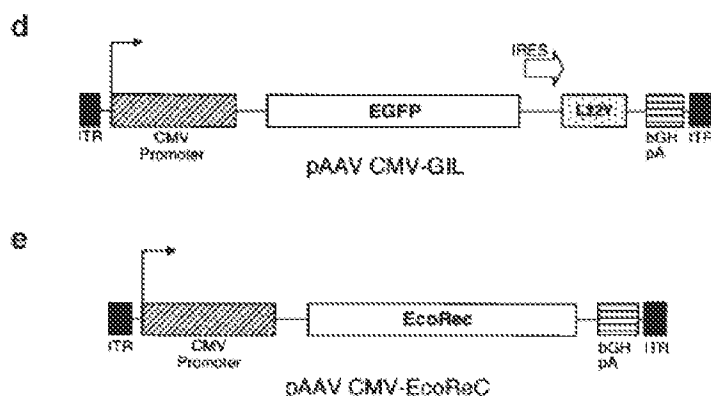 d
IRES
EGFP
L22Y
ITR
CMV
Promoter
bGH
pA
ITR
pAAV CMV-GIL
e
EcoRec
ITR
CMV
Promoter
bGH
pA
ITR
pAAV CMV-EcoReC